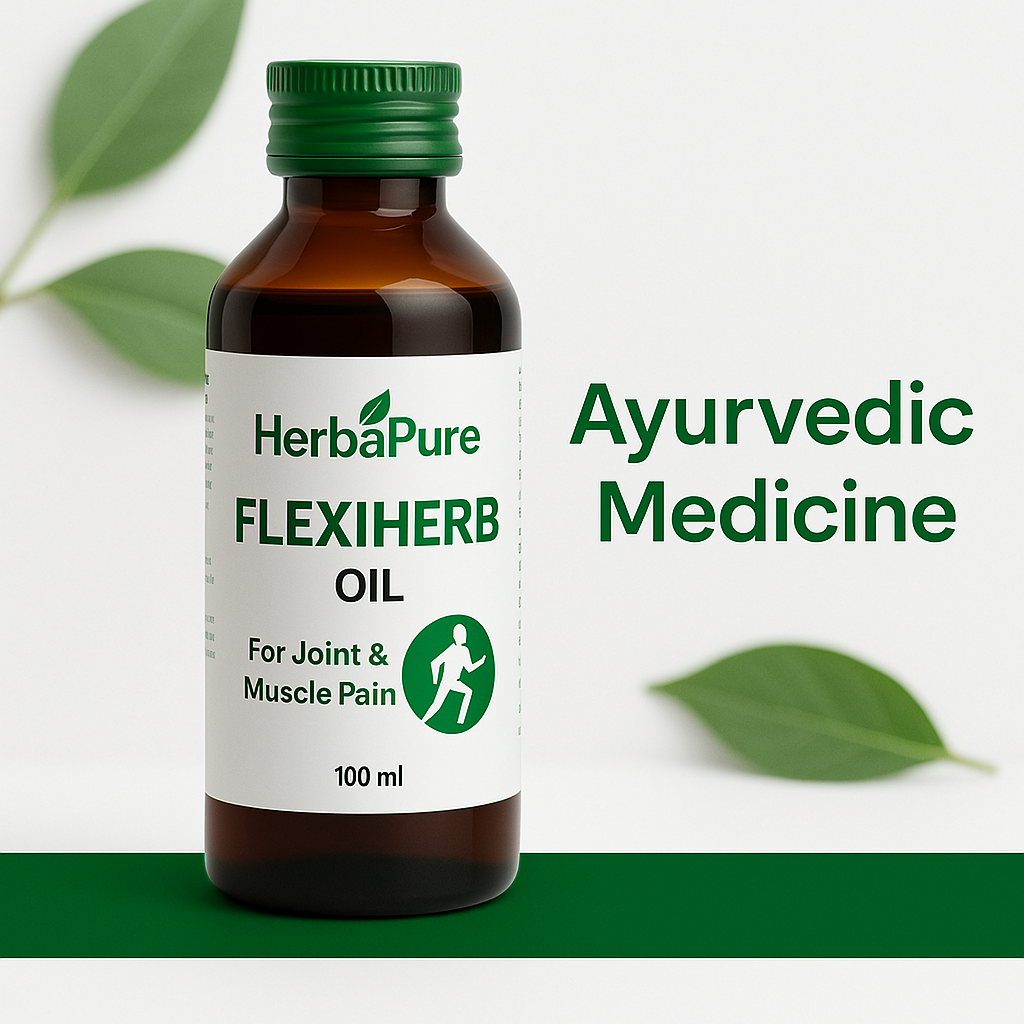 HerbaPure
FLEXIHERB
OIL
For Joint &
Muscle Pain
100 ml
Ayurvedic
Medicine